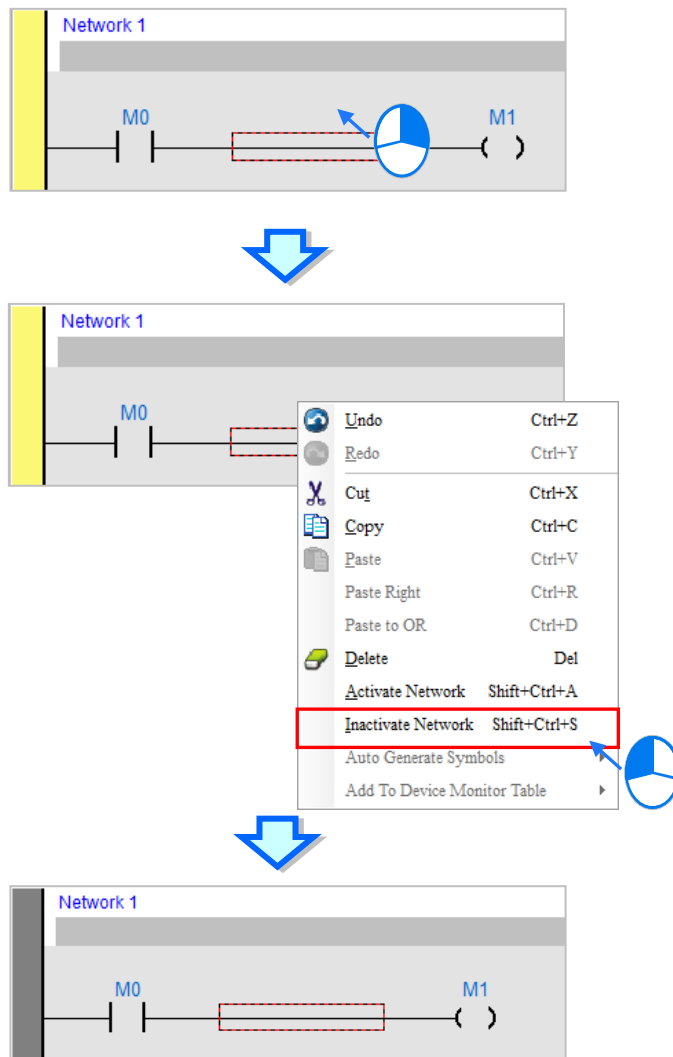 Network 1
M0 M1
Network 1
M0
Undo Ctrl+Z
Redo Ctrl+Y
Cut Ctrl+X
Copy Ctrl+C
Paste Ctrl+V
Paste Right Ctrl+R
Paste to OR Ctrl+D
Delete Del
Activate Network Shift+Ctrl+A
Inactivate Network Shift+Ctrl+S
Auto Generate Symbols
Add To Device Monitor Table
Network 1
M0 M1